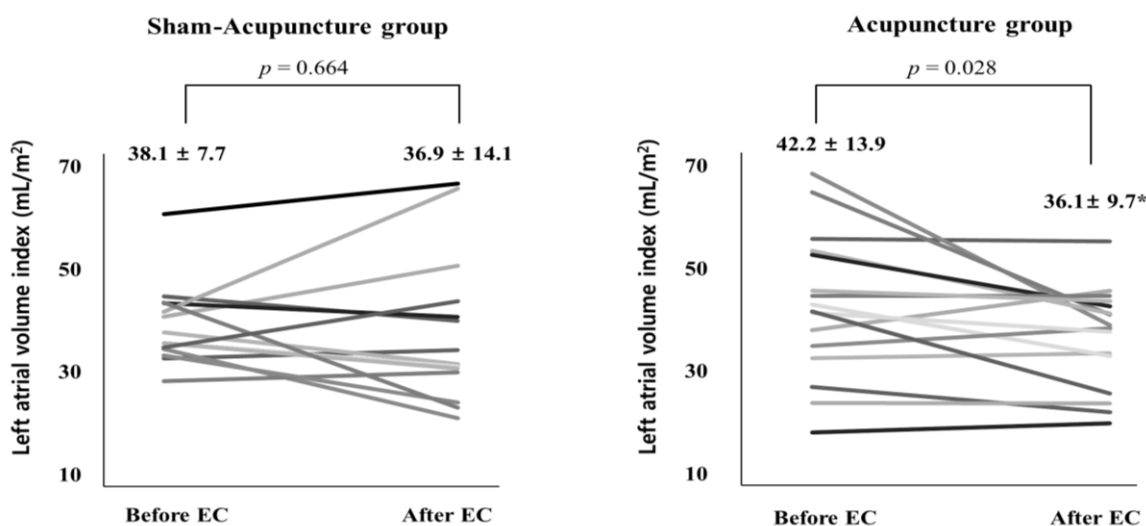 Sham-Acupuncture group
p = 0.664
38.1 ± 7.7
36.9 ± 14.1
Left atrial volume index (mL/m²)
70
50
30
10
Before EC
After EC
Acupuncture group
p = 0.028
42.2 ± 13.9
36.1± 9.7*
Left atrial volume index (mL/m²)
70
50
30
10
Before EC
After EC